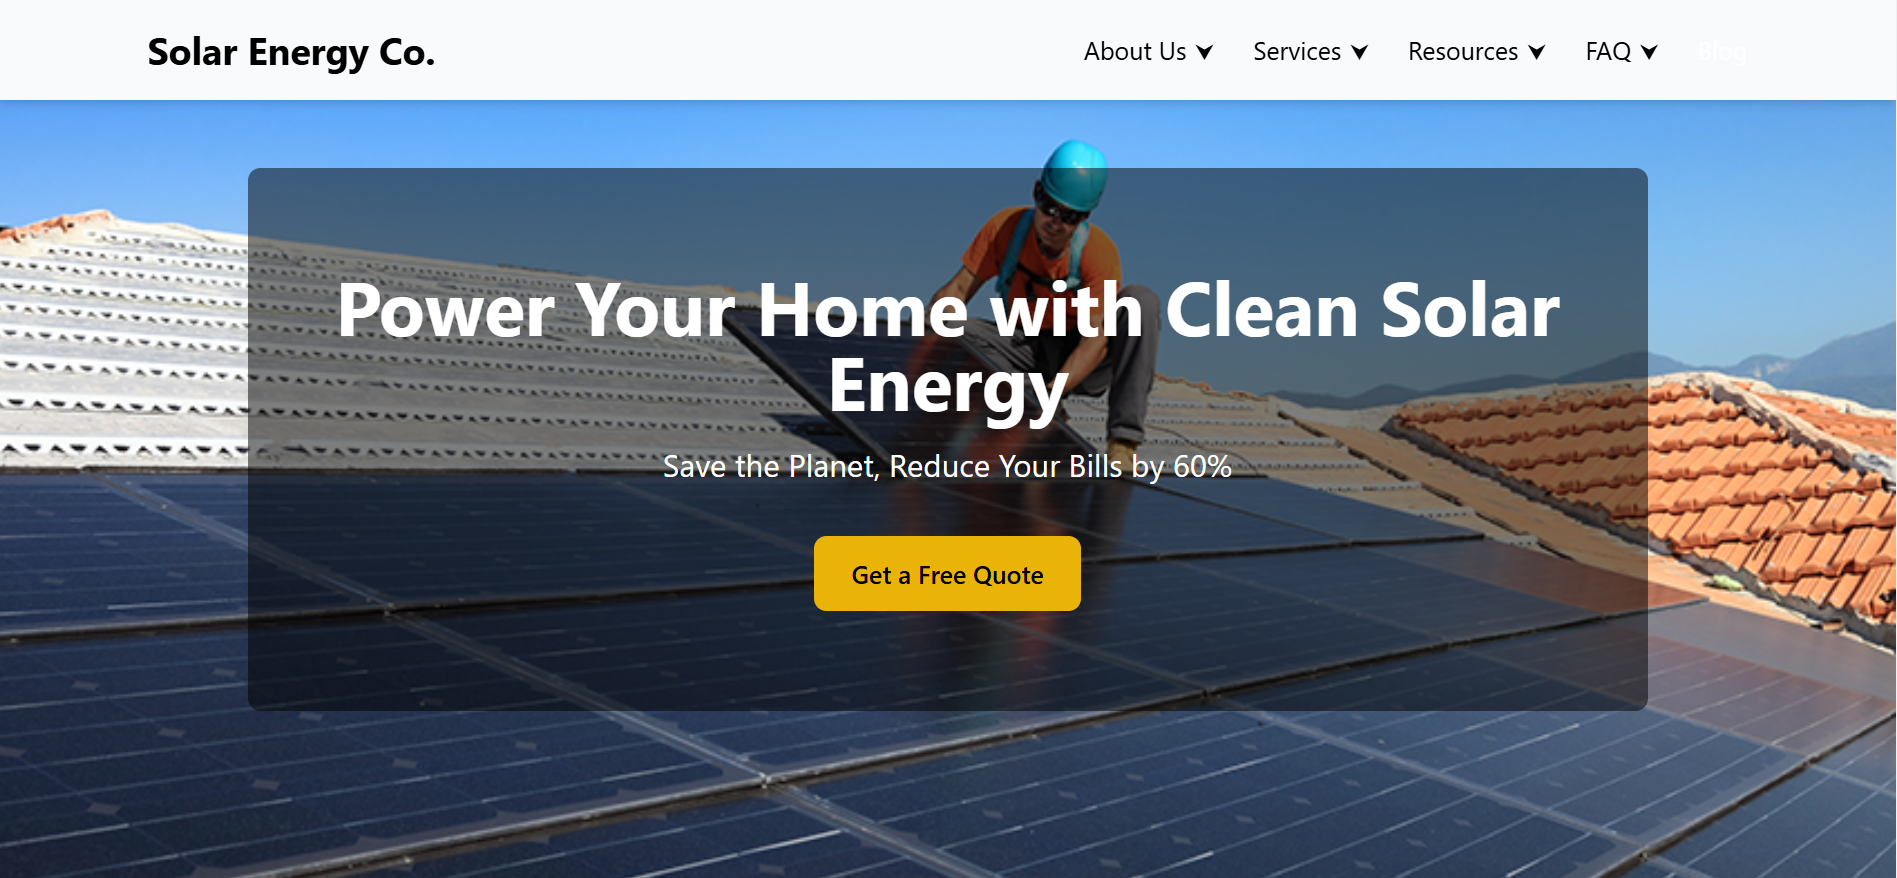 Solar Energy Co.
About Us Services Resources FAQ Blog
Power Your Home with Clean Solar
Energy
Save the Planet, Reduce Your Bills by 60%
Get a Free Quote